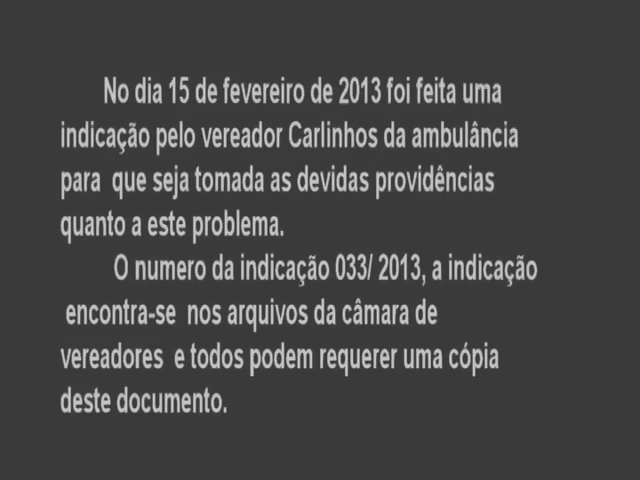 No dia 15 de fevereiro de 2013 foi feita uma
indicação pelo vereador Carlinhos da ambulância
para que seja tomada as devidas providências
quanto a este problema.
O numero da indicação 033/ 2013, a indicação
encontra-se nos arquivos da câmara de
vereadores e todos podem requerer uma cópia
deste documento.